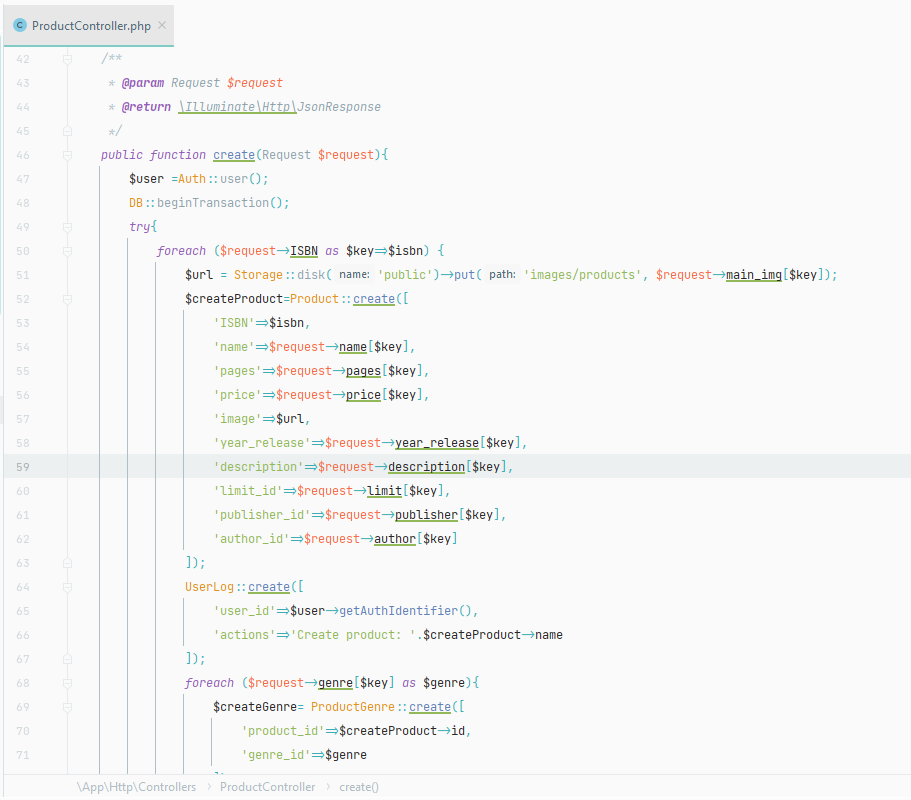 C ProductController.php ×
42 /**
43 * @param Request $request
44 * @return \Illuminate\Http\JsonResponse
45 */
46 public function create(Request $request){
47 $user =Auth::user();
48 DB::beginTransaction();
49 try{
50 foreach ($request->ISBN as $key=>$isbn) {
51 $url = Storage::disk( name: 'public')->put( path: 'images/products', $request->main_img[$key]);
52 $createProduct=Product::create([
53 'ISBN'=>$isbn,
54 'name'=>$request->name[$key],
55 'pages'=>$request->pages[$key],
56 'price'=>$request->price[$key],
57 'image'=>$url,
58 'year_release'=>$request->year_release[$key],
59 'description'=>$request->description[$key],
60 'limit_id'=>$request->limit[$key],
61 'publisher_id'=>$request->publisher[$key],
62 'author_id'=>$request->author[$key]
63 ]);
64 UserLog::create([
65 'user_id'=>$user->getAuthIdentifier(),
66 'actions'=>'Create product: '.$createProduct->name
67 ]);
68 foreach ($request->genre[$key] as $genre){
69 $createGenre= ProductGenre::create([
70 'product_id'=>$createProduct->id,
71 'genre_id'=>$genre
\App\Http\Controllers › ProductController › create()